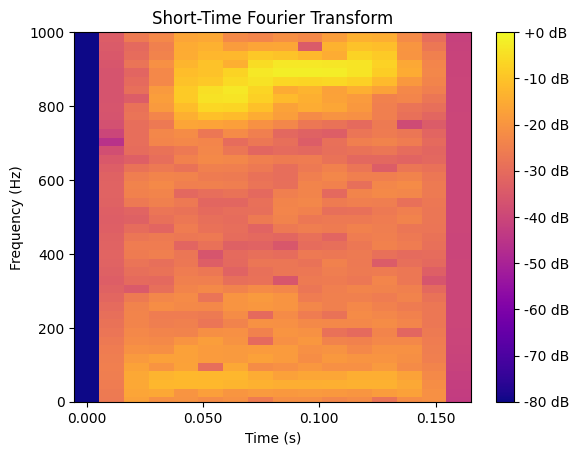 Short-Time Fourier Transform
Frequency (Hz)
1000
800
600
400
200
0
0.000
0.050
0.100
0.150
Time (s)
+0 dB
-10 dB
-20 dB
-30 dB
-40 dB
-50 dB
-60 dB
-70 dB
-80 dB